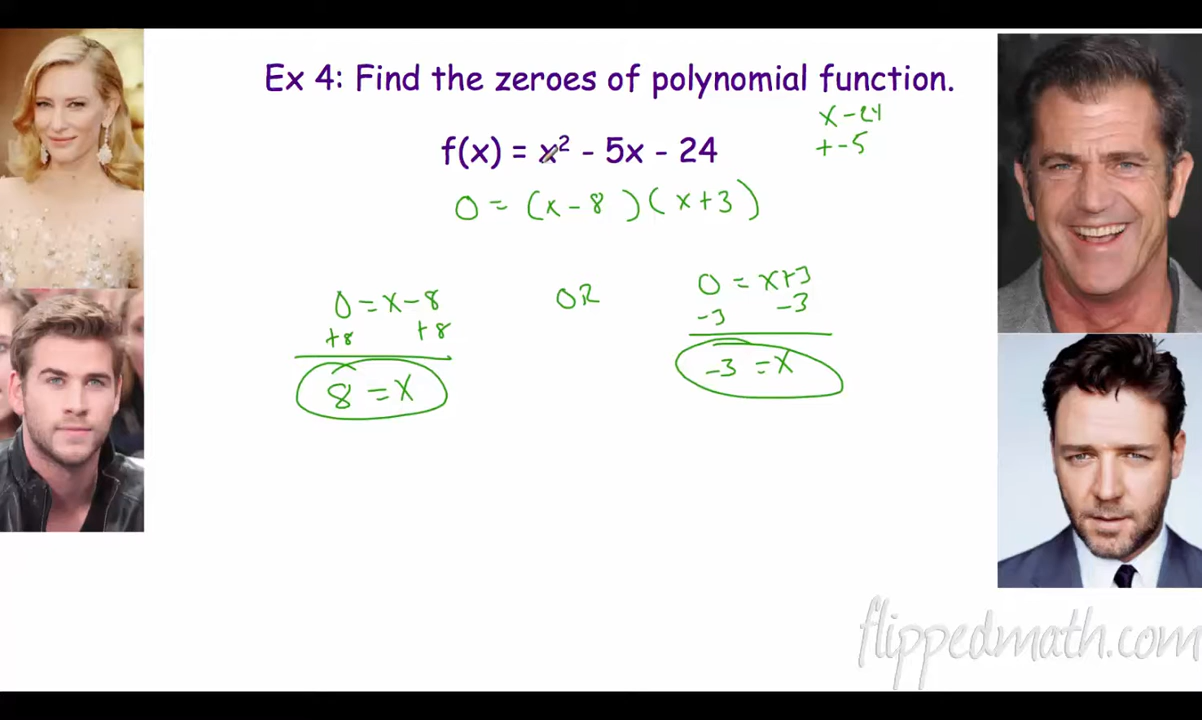 Ex 4: Find the zeroes of polynomial function.
x -24
+ -5
f(x) = x² - 5x - 24
0 = (x - 8 )( x + 3 )
0 = x - 8
+8 +8
8 = x
OR
0 = x + 3
-3 -3
-3 = x
flippedmath.com